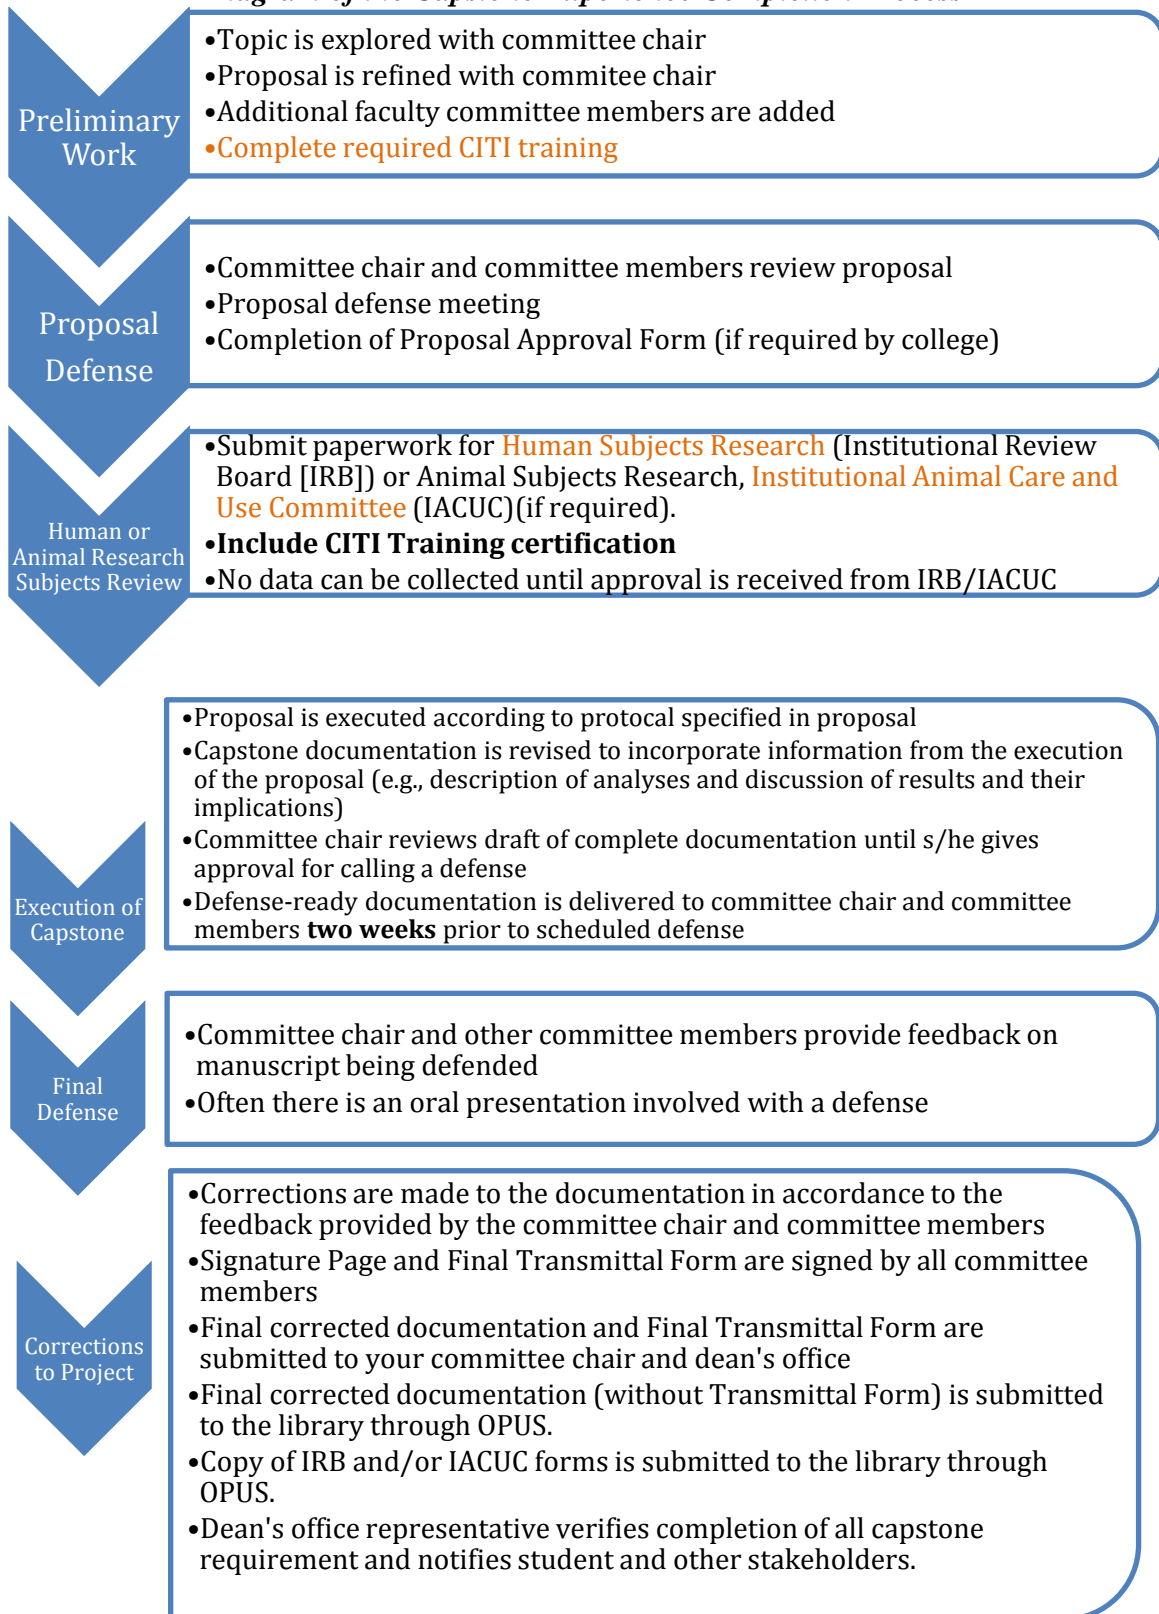 Diagram of the Capstone Experience Completion Process
Preliminary
Work
•Topic is explored with committee chair
•Proposal is refined with commitee chair
•Additional faculty committee members are added
•Complete required CITI training
Proposal
Defense
•Committee chair and committee members review proposal
•Proposal defense meeting
•Completion of Proposal Approval Form (if required by college)
Human or
Animal Research
Subjects Review
•Submit paperwork for Human Subjects Research (Institutional Review
Board [IRB]) or Animal Subjects Research, Institutional Animal Care and
Use Committee (IACUC)(if required).
•Include CITI Training certification
•No data can be collected until approval is received from IRB/IACUC
Execution of
Capstone
•Proposal is executed according to protocal specified in proposal
•Capstone documentation is revised to incorporate information from the execution
of the proposal (e.g., description of analyses and discussion of results and their
implications)
•Committee chair reviews draft of complete documentation until s/he gives
approval for calling a defense
•Defense-ready documentation is delivered to committee chair and committee
members two weeks prior to scheduled defense
Final
Defense
•Committee chair and other committee members provide feedback on
manuscript being defended
•Often there is an oral presentation involved with a defense
Corrections
to Project
•Corrections are made to the documentation in accordance to the
feedback provided by the committee chair and committee members
•Signature Page and Final Transmittal Form are signed by all committee
members
•Final corrected documentation and Final Transmittal Form are
submitted to your committee chair and dean's office
•Final corrected documentation (without Transmittal Form) is submitted
to the library through OPUS.
•Copy of IRB and/or IACUC forms is submitted to the library through
OPUS.
•Dean's office representative verifies completion of all capstone
requirement and notifies student and other stakeholders.